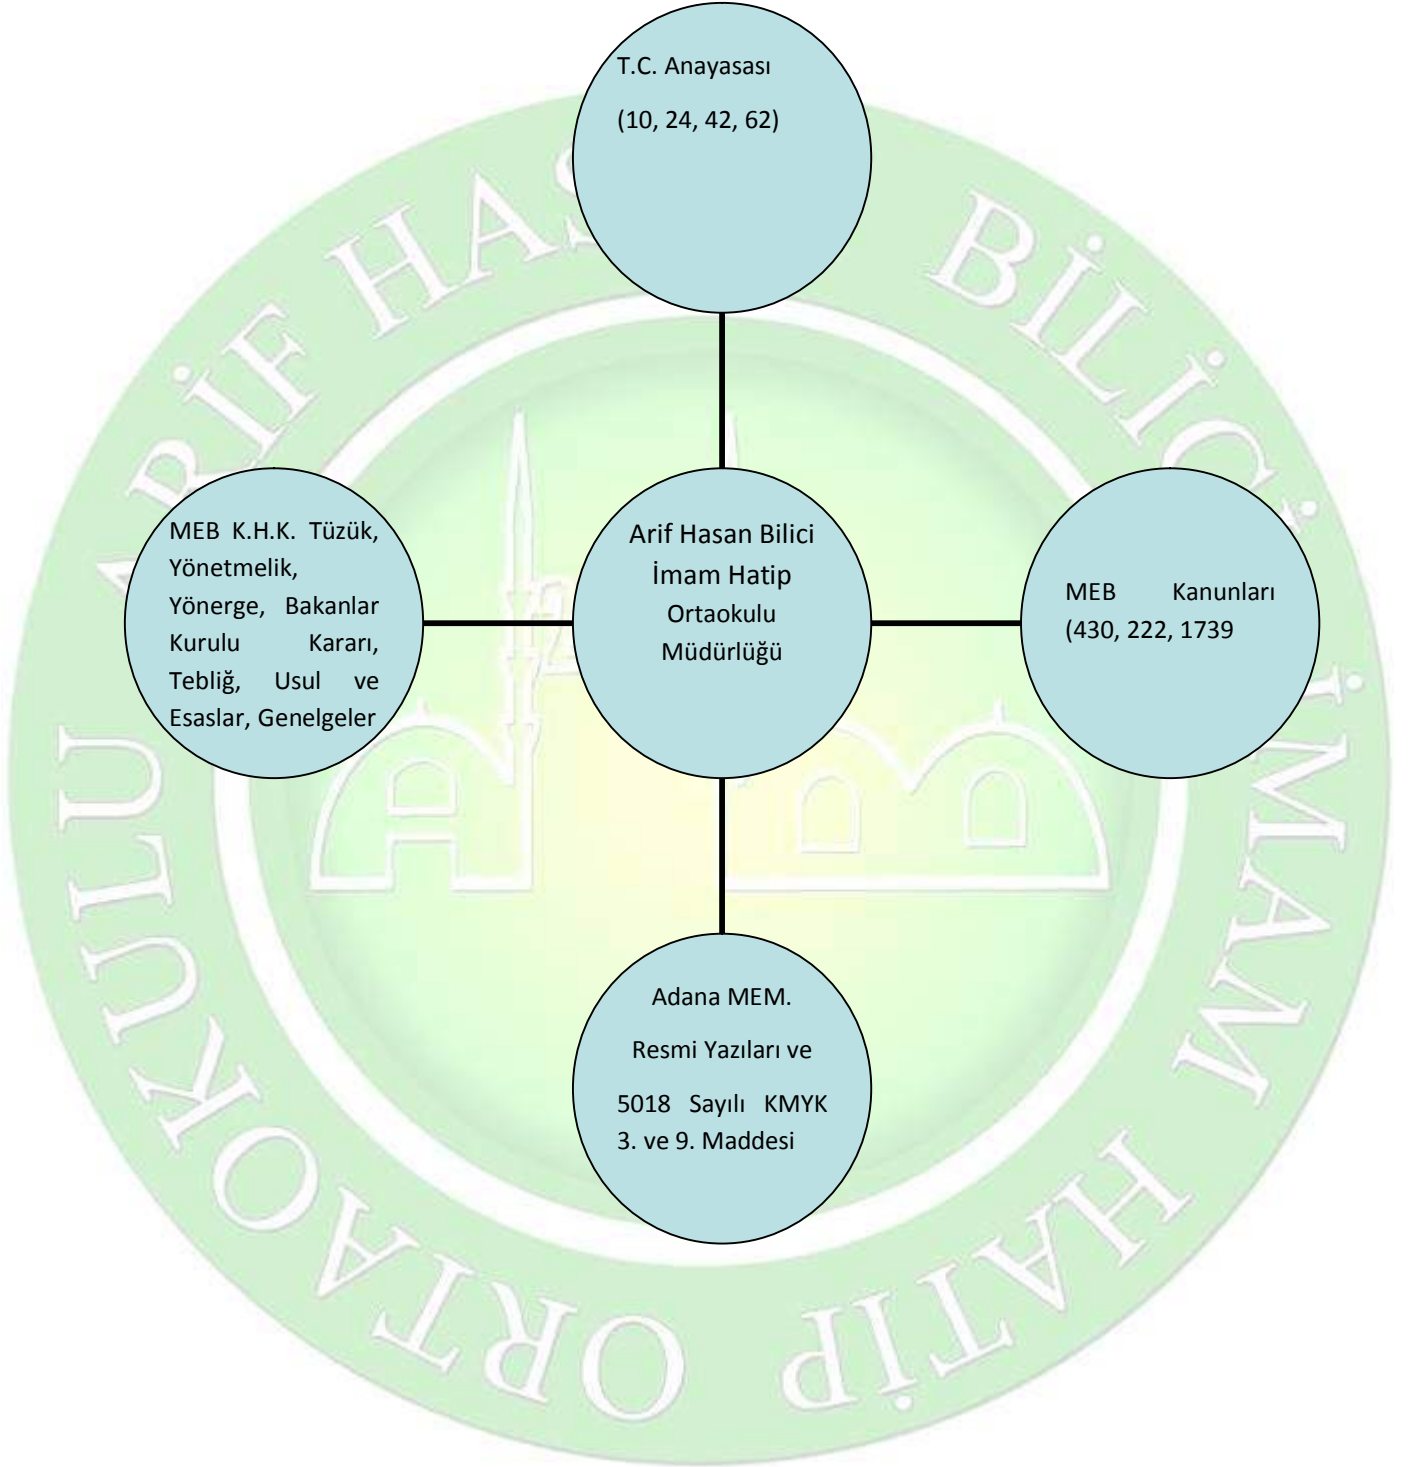 T.C. Anayasası
(10, 24, 42, 62)
MEB K.H.K. Tüzük,
Yönetmelik,
Yönerge, Bakanlar
Kurulu Kararı,
Tebliğ, Usul ve
Esaslar, Genelgeler
Arif Hasan Bilici
İmam Hatip
Ortaokulu
Müdürlüğü
MEB Kanunları
(430, 222, 1739
Adana MEM.
Resmi Yazıları ve
5018 Sayılı KMYK
3. ve 9. Maddesi
BİLİCİ İMAM HATİP ORTAOKULU